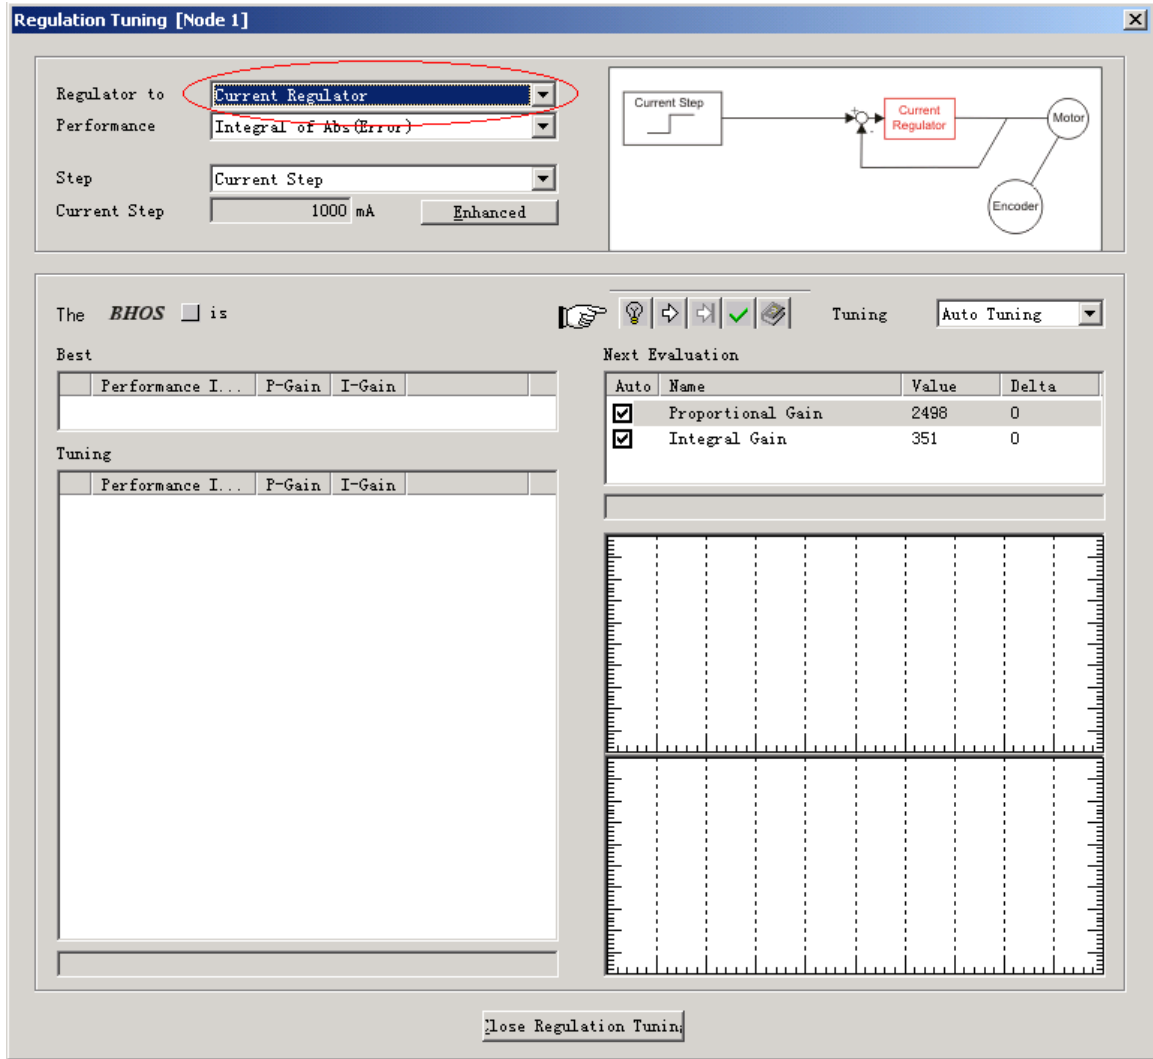 Regulation Tuning [Node 1]
Regulator to Current Regulator
Performance Integral of Abs(Error)
Step Current Step
Current Step 1000 mA Enhanced
Current Step
+
-
Current
Regulator
Motor
Encoder
The BHOS is
Tuning Auto Tuning
Best
Performance I... P-Gain I-Gain
Tuning
Performance I... P-Gain I-Gain
Next Evaluation
Auto Name Value Delta
Proportional Gain 2498 0
Integral Gain 351 0
Close Regulation Tuning